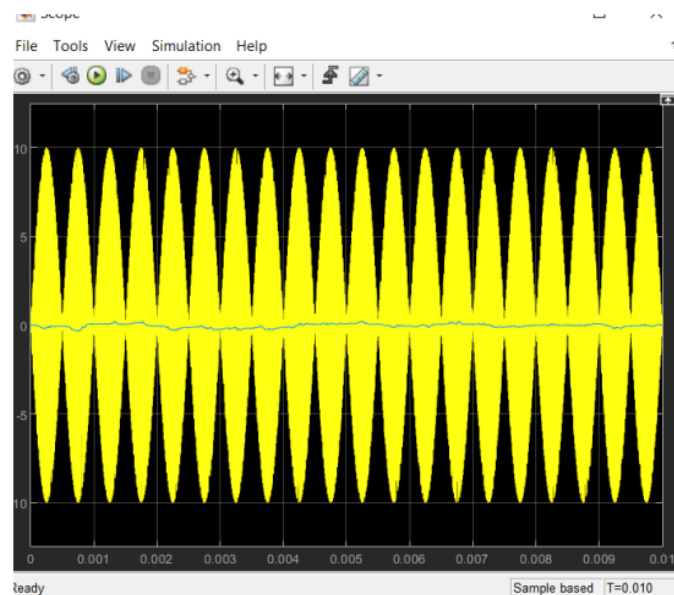 Scope
File Tools View Simulation Help
10
5
0
-5
10
0 0.001 0.002 0.003 0.004 0.005 0.006 0.007 0.008 0.009 0.01
Ready Sample based T=0.010